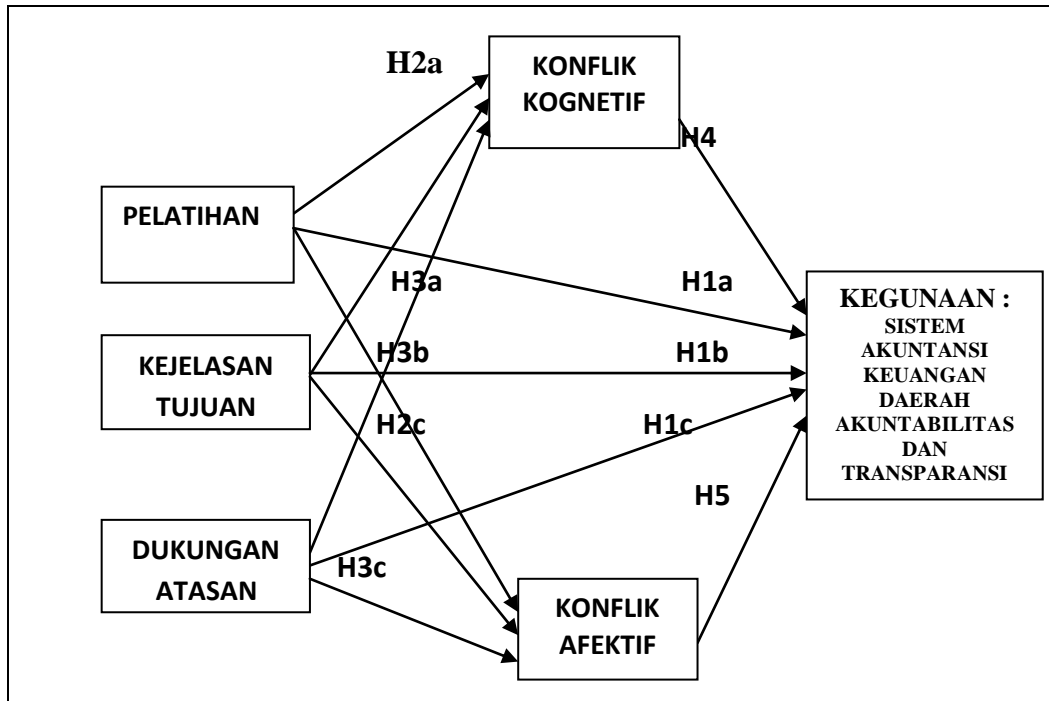 H2a
KONFLIK
KOGNETIF
H4
PELATIHAN
H3a
H1a
KEGUNAAN :
SISTEM
AKUNTANSI
KEUANGAN
DAERAH
AKUNTABILITAS
DAN
TRANSPARANSI
KEJELASAN
TUJUAN
H3b
H1b
H2c
H1c
H5
DUKUNGAN
ATASAN
H3c
KONFLIK
AFEKTIF